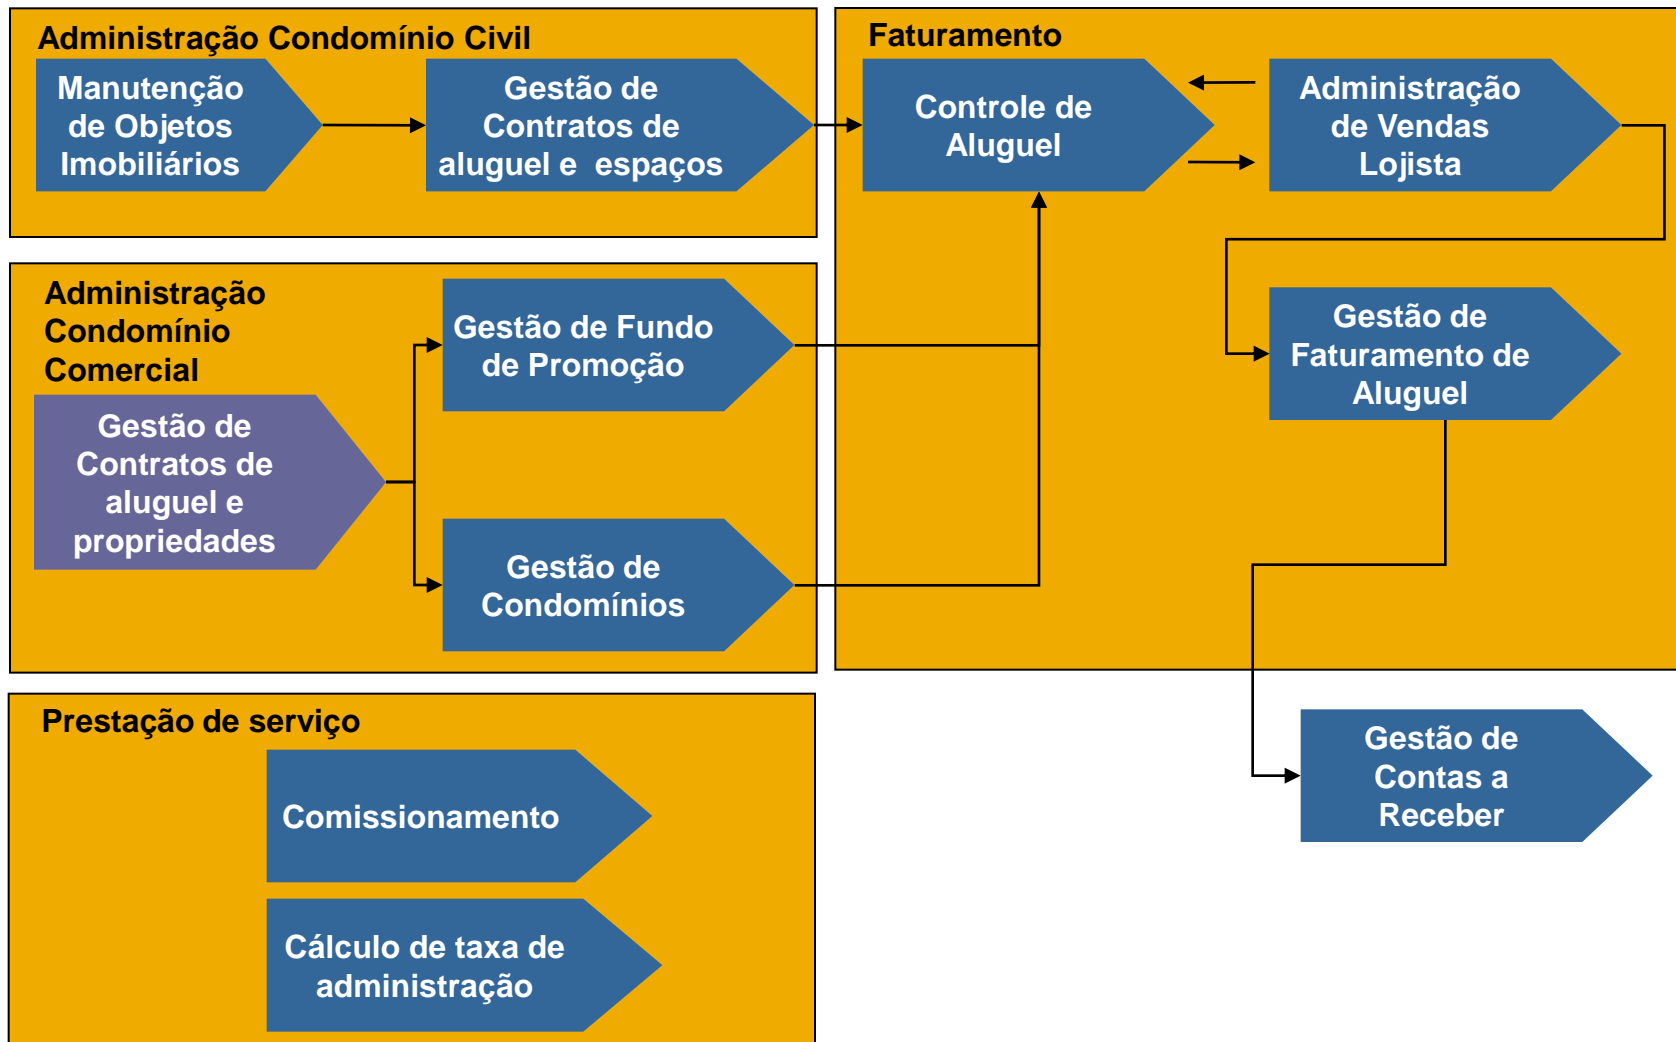 Administração Condomínio Civil
Manutenção
de Objetos
Imobiliários
Gestão de
Contratos de
aluguel e espaços
Faturamento
Controle de
Aluguel
Administração
de Vendas
Lojista
Gestão de
Faturamento de
Aluguel
Administração
Condomínio
Comercial
Gestão de
Contratos de
aluguel e
propriedades
Gestão de Fundo
de Promoção
Gestão de
Condomínios
Prestação de serviço
Comissionamento
Cálculo de taxa de
administração
Gestão de
Contas a
Receber